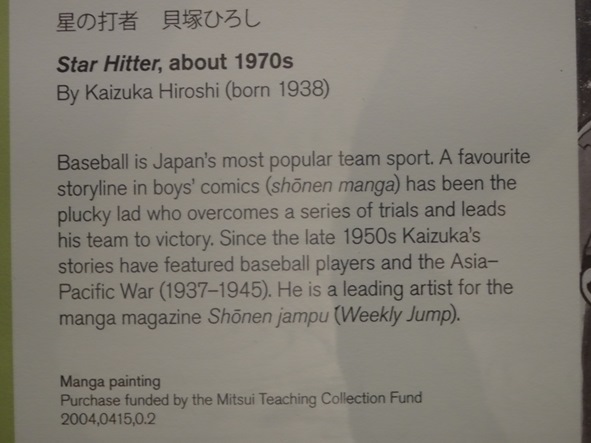 星の打者　貝塚ひろし
Star Hitter, about 1970s
By Kaizuka Hiroshi (born 1938)
Baseball is Japan's most popular team sport. A favourite
storyline in boys' comics (shōnen manga) has been the
plucky lad who overcomes a series of trials and leads
his team to victory. Since the late 1950s Kaizuka's
stories have featured baseball players and the Asia–
Pacific War (1937–1945). He is a leading artist for the
manga magazine Shōnen jampu (Weekly Jump).
Manga painting
Purchase funded by the Mitsui Teaching Collection Fund
2004,0415,0.2